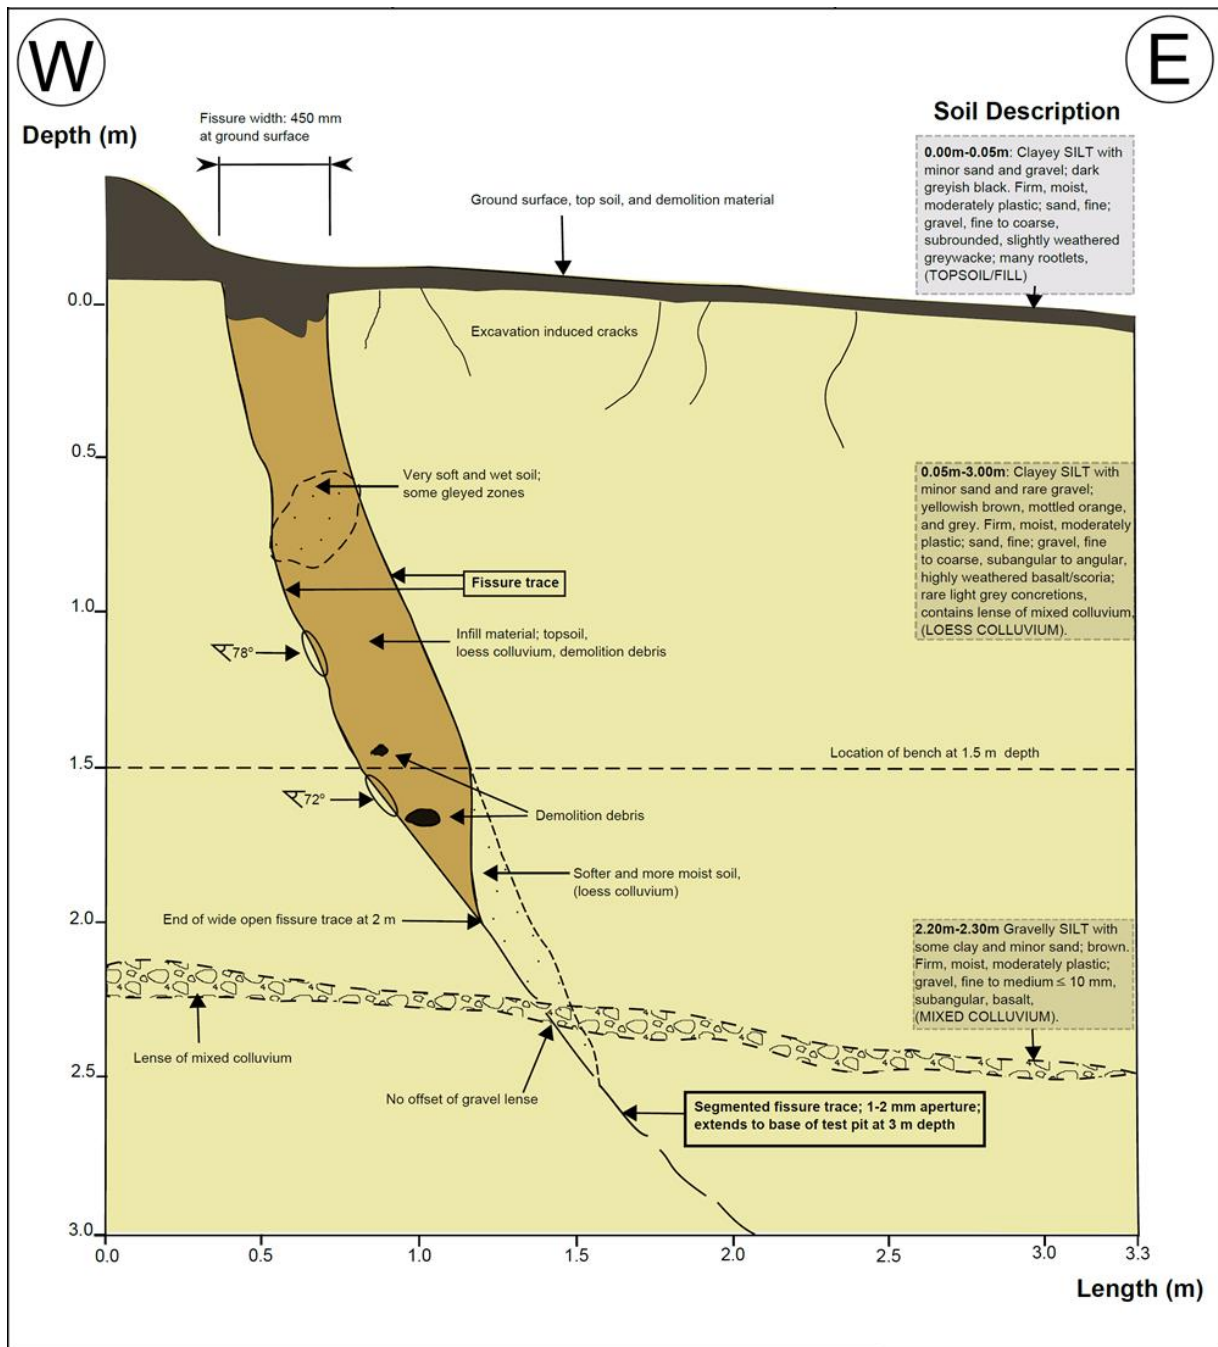 W
E
Depth (m)
Fissure width: 450 mm
at ground surface
Soil Description
0.00m-0.05m: Clayey SILT with
minor sand and gravel; dark
greyish black. Firm, moist,
moderately plastic; sand, fine;
gravel, fine to coarse,
subrounded, slightly weathered
greywacke; many rootlets,
(TOPSOIL/FILL)
Ground surface, top soil, and demolition material
0.0
Excavation induced cracks
0.5
Very soft and wet soil;
some gleyed zones
0.05m-3.00m: Clayey SILT with
minor sand and rare gravel;
yellowish brown, mottled orange,
and grey. Firm, moist, moderately
plastic; sand, fine; gravel, fine
to coarse, subangular to angular,
highly weathered basalt/scoria;
rare light grey concretions,
contains lense of mixed colluvium,
(LOESS COLLUVIUM).
Fissure trace
1.0
Infill material; topsoil,
loess colluvium, demolition debris
78°
1.5
Location of bench at 1.5 m depth
72°
Demolition debris
Softer and more moist soil,
(loess colluvium)
2.0
End of wide open fissure trace at 2 m
2.20m-2.30m Gravelly SILT with
some clay and minor sand; brown.
Firm, moist, moderately plastic;
gravel, fine to medium ≤ 10 mm,
subangular, basalt,
(MIXED COLLUVIUM).
Lense of mixed colluvium
2.5
No offset of gravel lense
Segmented fissure trace; 1-2 mm aperture;
extends to base of test pit at 3 m depth
3.0
0.0 0.5 1.0 1.5 2.0 2.5 3.0 3.3
Length (m)